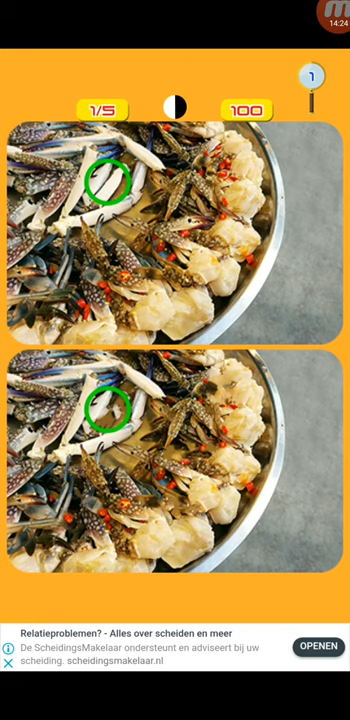 14:24
1
1/5
100
Relatieproblemen? - Alles over scheiden en meer
De ScheidingsMakelaar ondersteunt en adviseert bij uw
scheiding. scheidingsmakelaar.nl
OPENEN